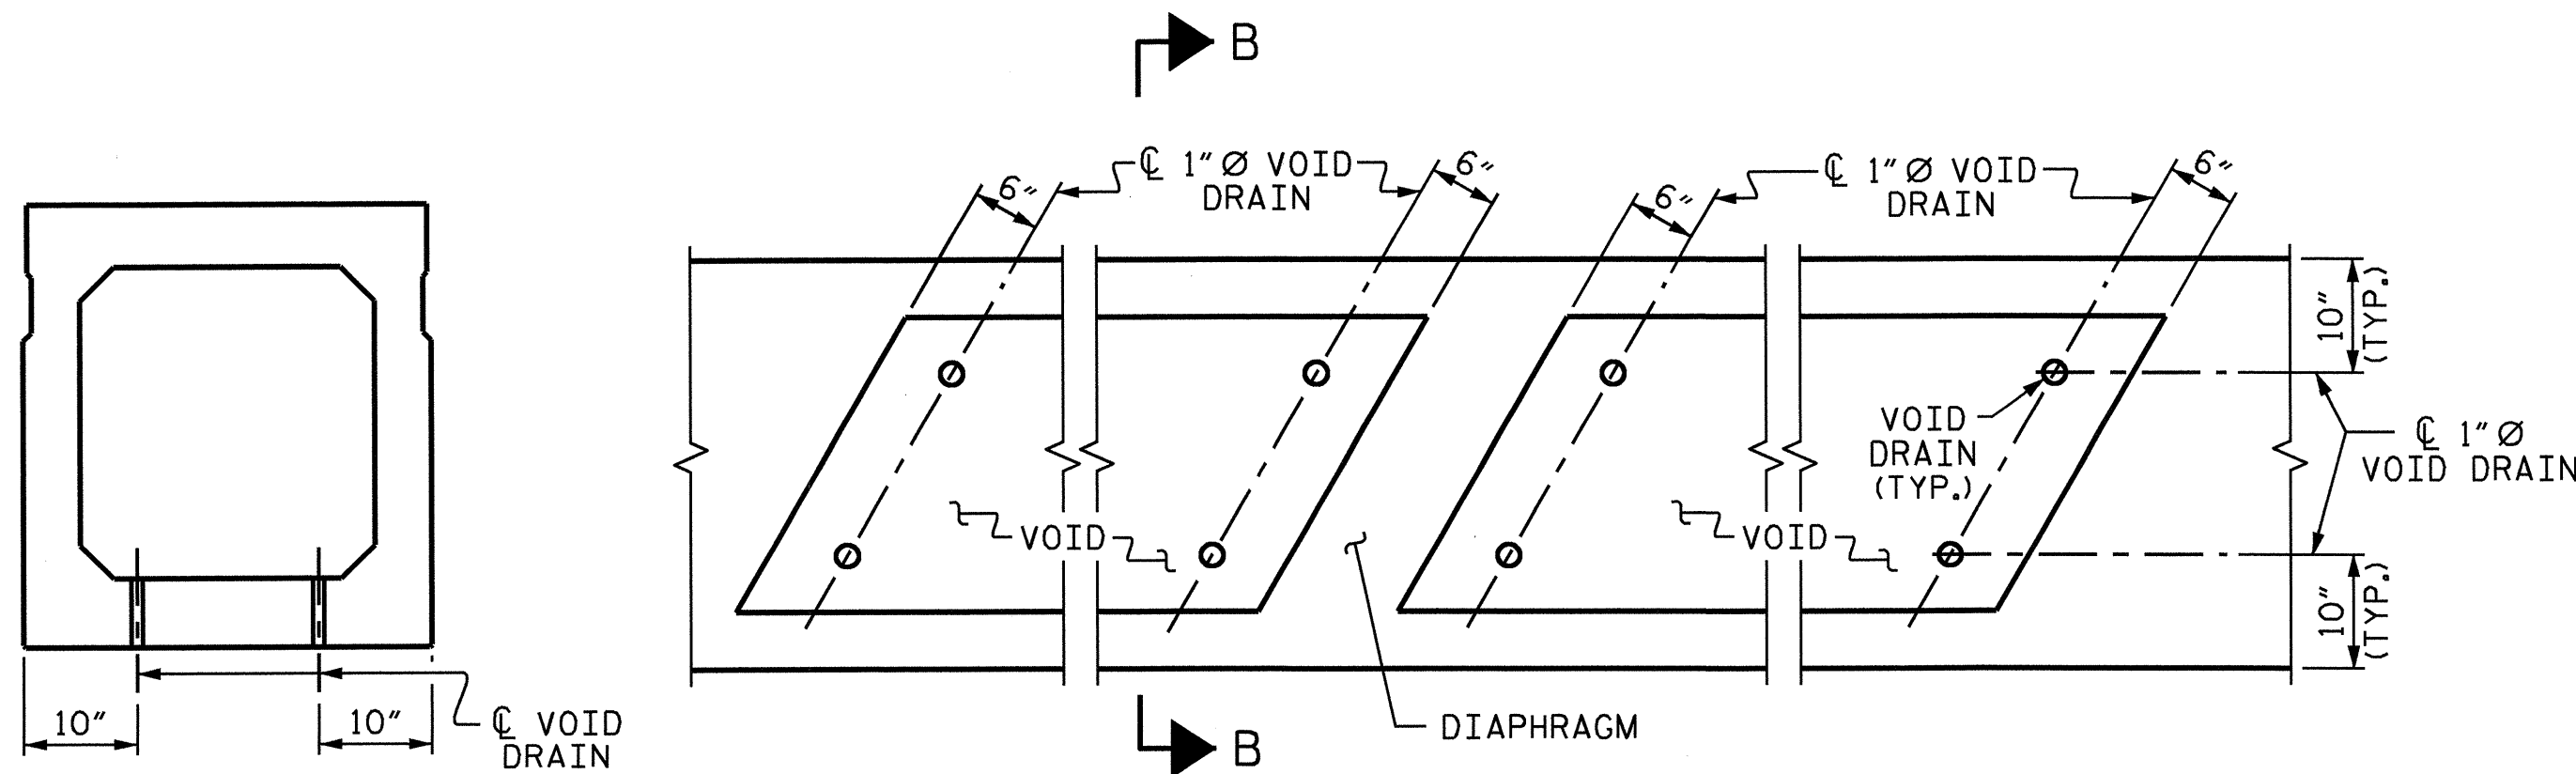 B
℄ 1" Ø VOID
DRAIN
6"
6"
℄ 1" Ø VOID
DRAIN
6"
6"
10"
(TYP.)
VOID
DRAIN
(TYP.)
℄ 1" Ø
VOID DRAIN
VOID
VOID
10"
(TYP.)
10"
10"
℄ VOID
DRAIN
DIAPHRAGM
B